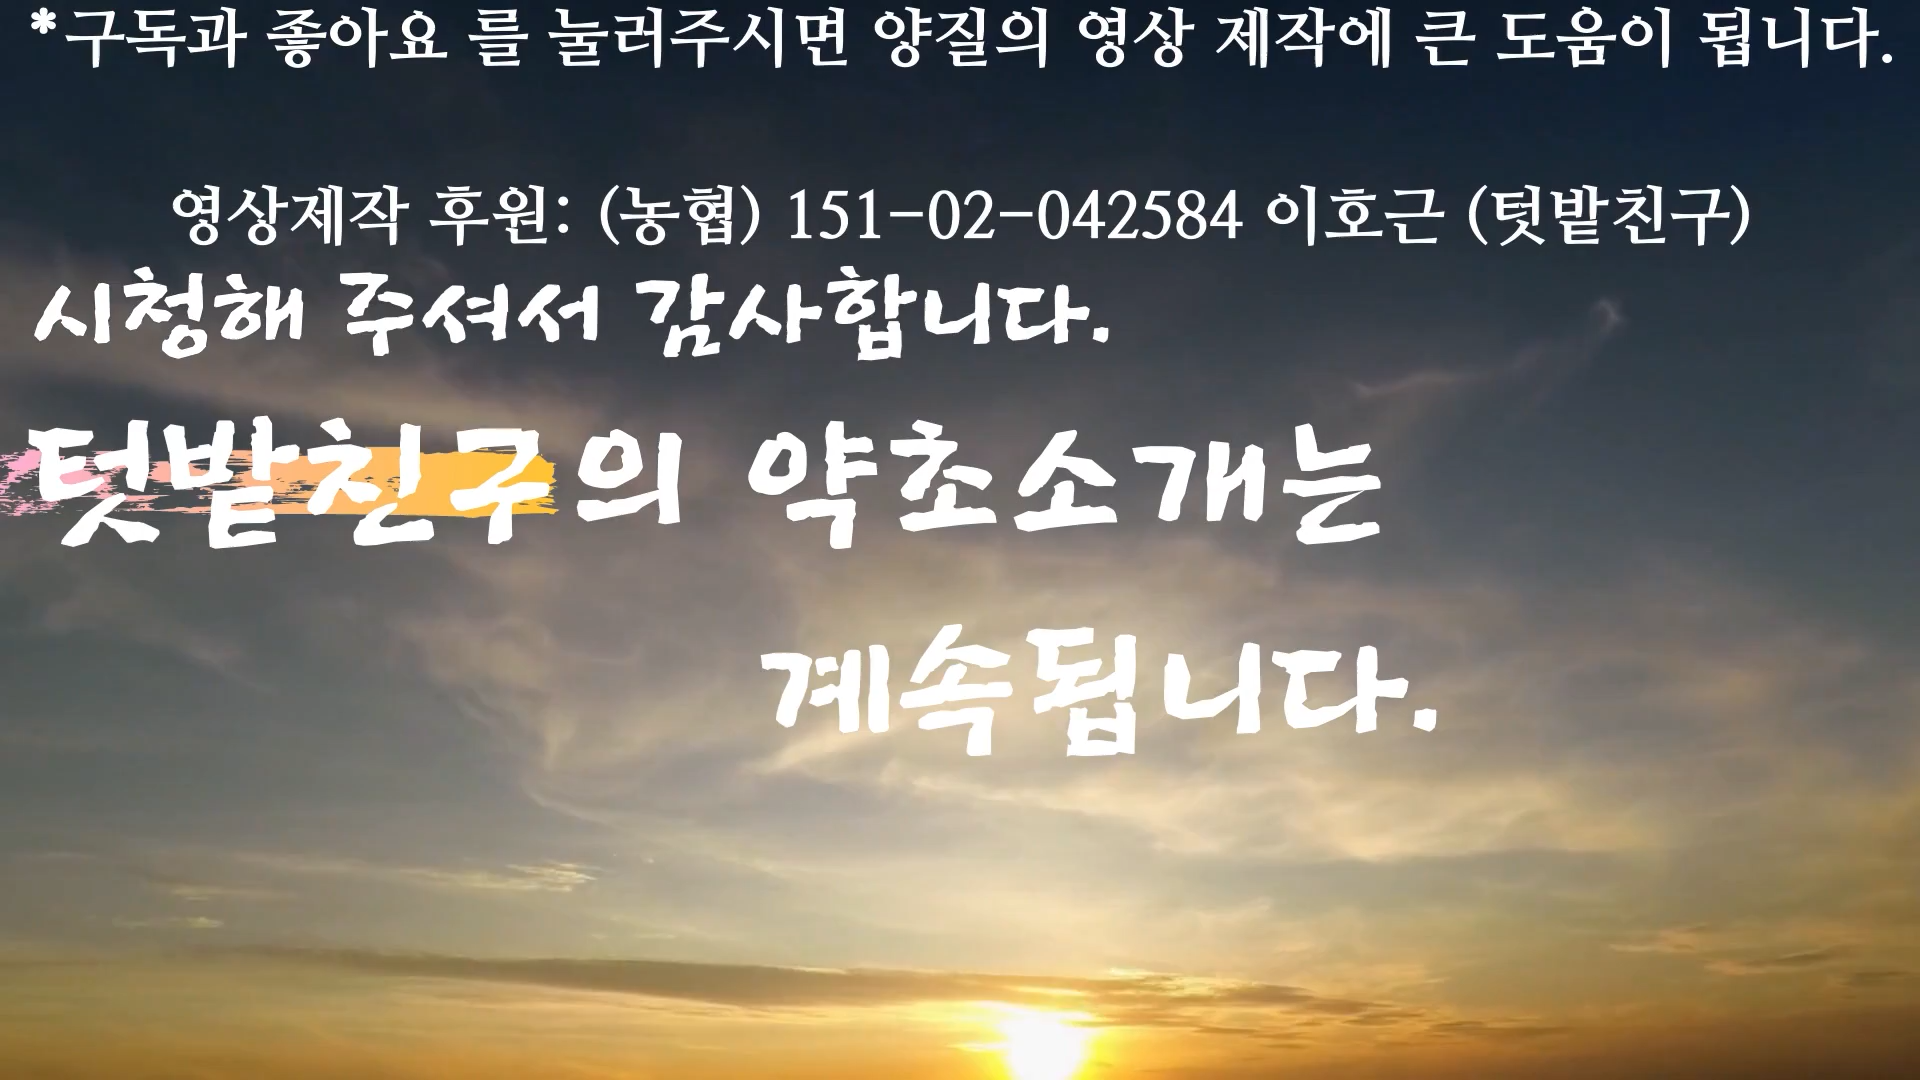 *구독과 좋아요 를 눌러주시면 양질의 영상 제작에 큰 도움이 됩니다.
영상제작 후원: (농협) 151-02-042584 이호근 (텃밭친구)
시청해 주셔서 감사합니다.
텃밭친구의 약초소개는
계속됩니다.